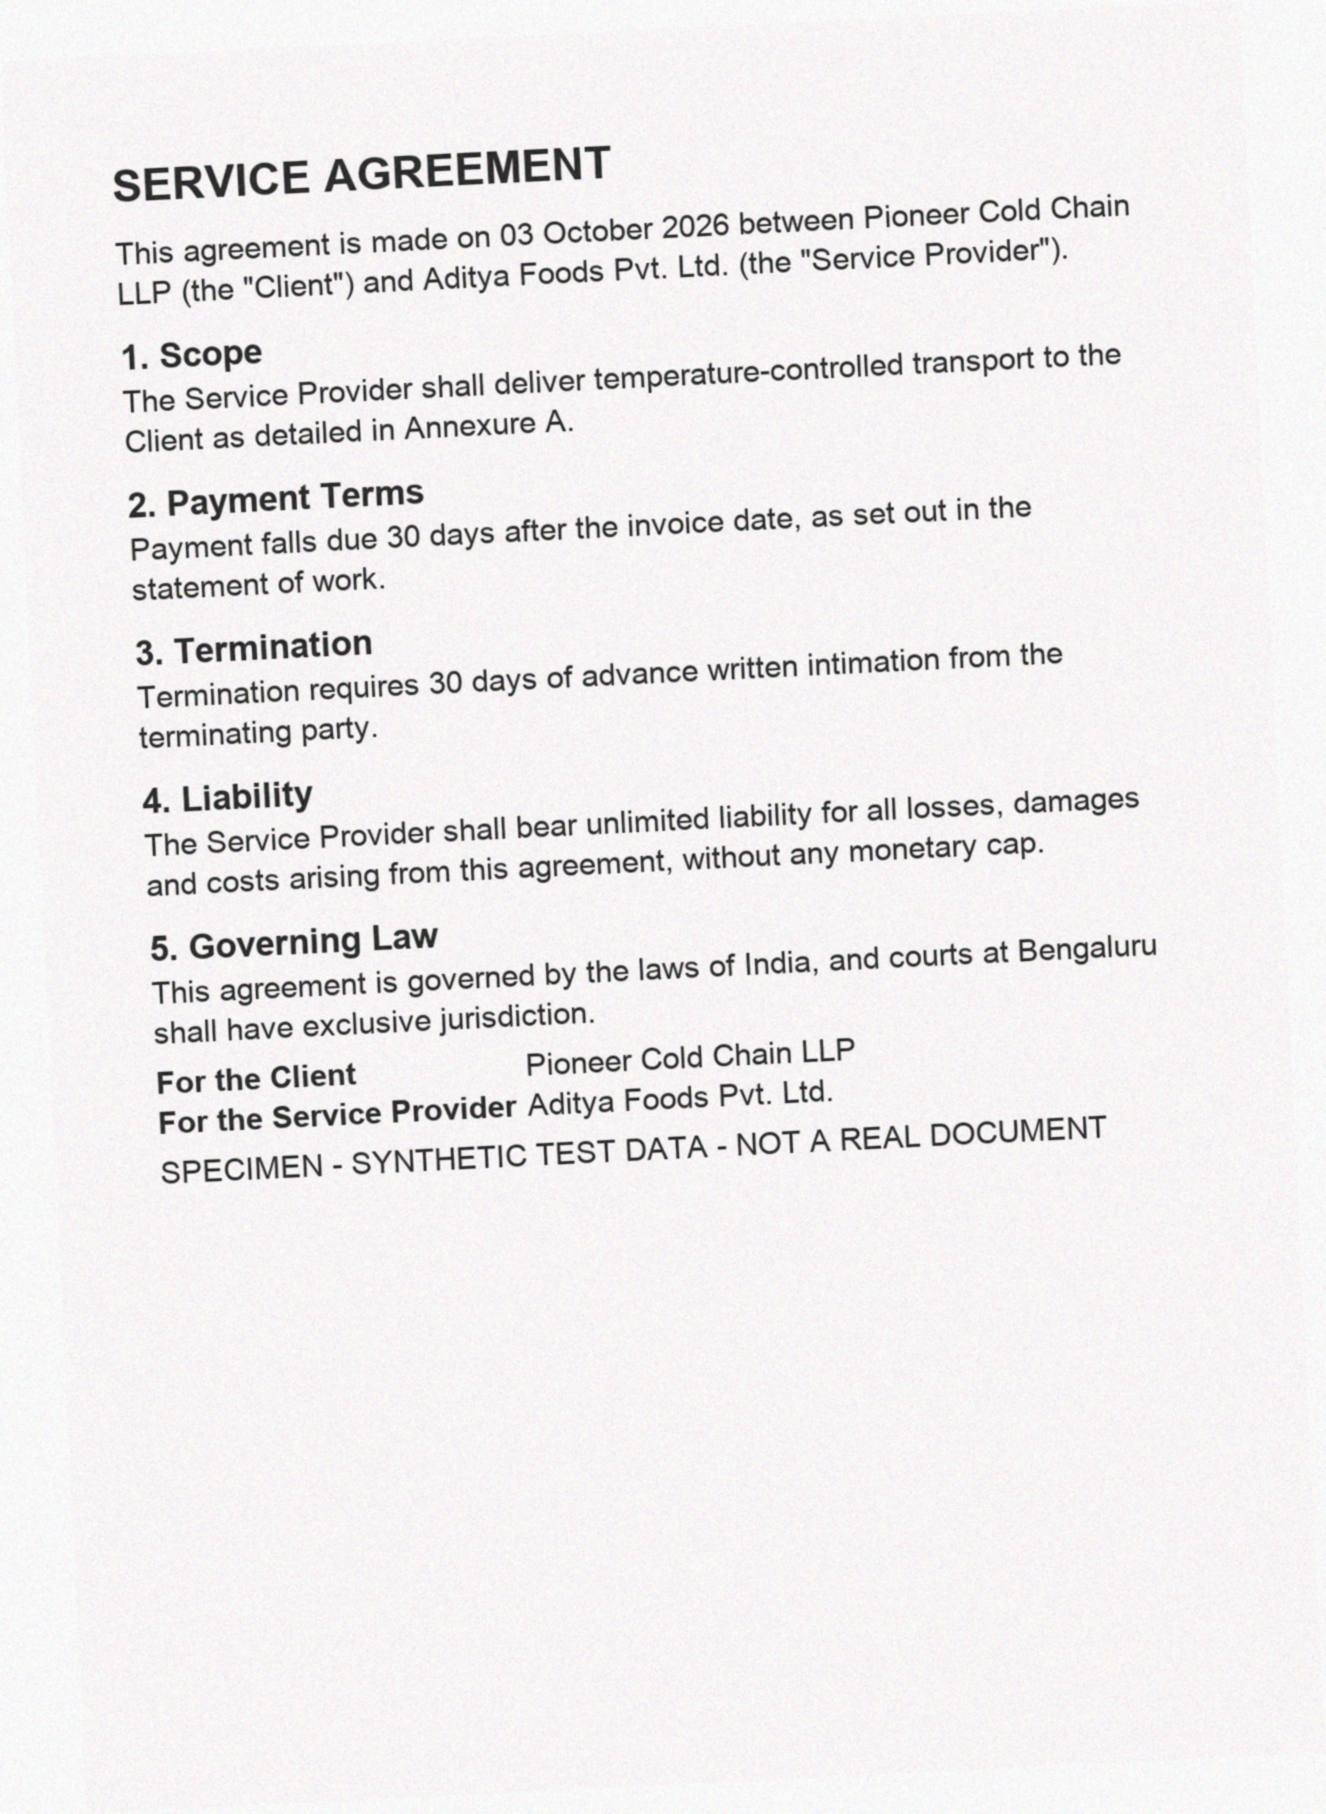 SERVICE AGREEMENT
This agreement is made on 03 October 2026 between Pioneer Cold Chain
LLP (the "Client") and Aditya Foods Pvt. Ltd. (the "Service Provider").
1. Scope
The Service Provider shall deliver temperature-controlled transport to the
Client as detailed in Annexure A.
2. Payment Terms
Payment falls due 30 days after the invoice date, as set out in the
statement of work.
3. Termination
Termination requires 30 days of advance written intimation from the
terminating party.
4. Liability
The Service Provider shall bear unlimited liability for all losses, damages
and costs arising from this agreement, without any monetary cap.
5. Governing Law
This agreement is governed by the laws of India, and courts at Bengaluru
shall have exclusive jurisdiction.
For the Client Pioneer Cold Chain LLP
For the Service Provider Aditya Foods Pvt. Ltd.
SPECIMEN - SYNTHETIC TEST DATA - NOT A REAL DOCUMENT